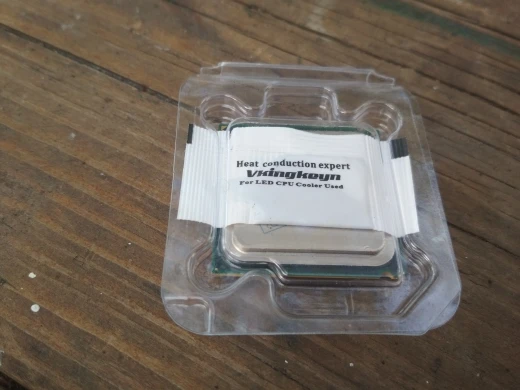 Heat conduction expert
Vkingkeyn
For LED CPU Cooler Used